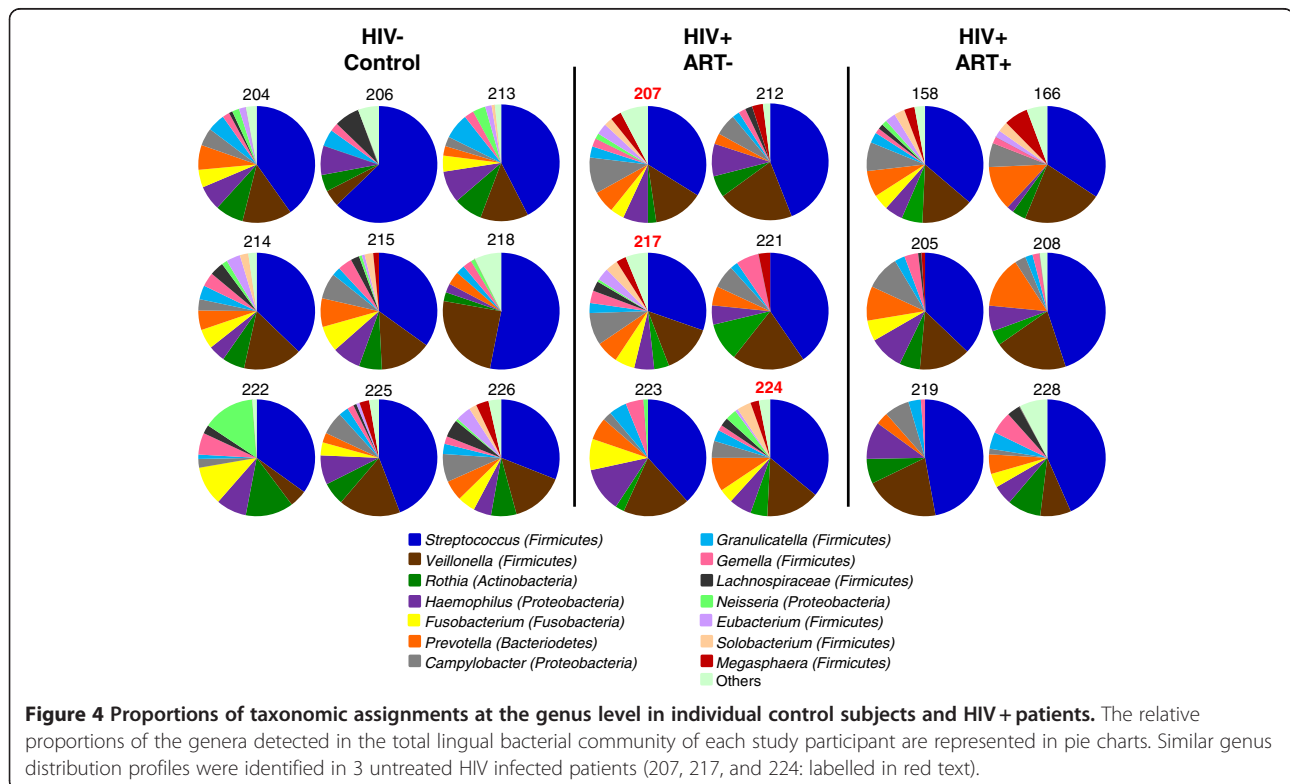 HIV-
Control
HIV+
ART-
HIV+
ART+
204 206 213
207 212
158 166
214 215 218
217 221
205 208
222 225 226
223 224
219 228
Streptococcus (Firmicutes)
Veillonella (Firmicutes)
Rothia (Actinobacteria)
Haemophilus (Proteobacteria)
Fusobacterium (Fusobacteria)
Prevotella (Bacteriodetes)
Campylobacter (Proteobacteria)
Granulicatella (Firmicutes)
Gemella (Firmicutes)
Lachnospiraceae (Firmicutes)
Neisseria (Proteobacteria)
Eubacterium (Firmicutes)
Solobacterium (Firmicutes)
Megasphaera (Firmicutes)
Others
Figure 4 Proportions of taxonomic assignments at the genus level in individual control subjects and HIV + patients. The relative
proportions of the genera detected in the total lingual bacterial community of each study participant are represented in pie charts. Similar genus
distribution profiles were identified in 3 untreated HIV infected patients (207, 217, and 224: labelled in red text).